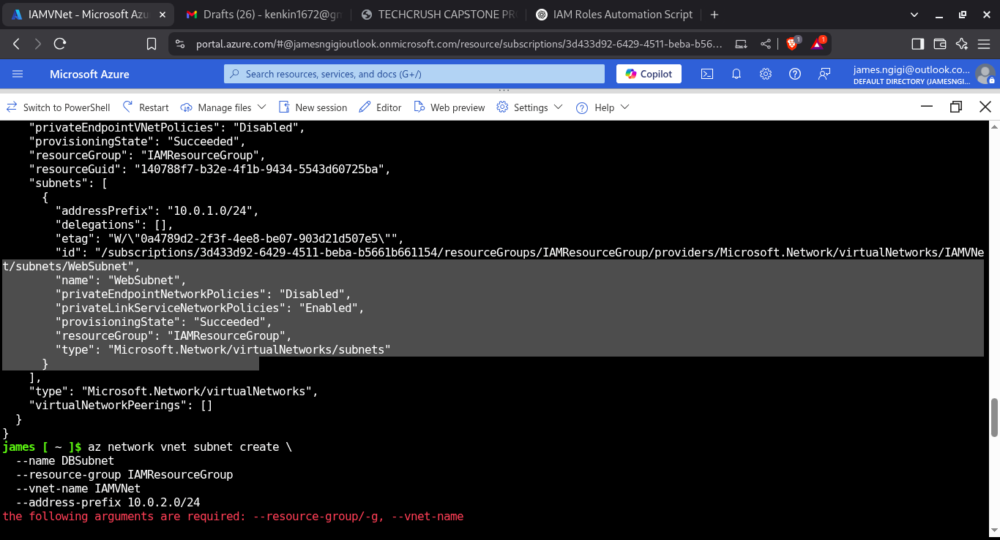 IAMVNet - Microsoft Azu
Drafts (26) - kenkin1672@gm
TECHCRUSH CAPSTONE PR
IAM Roles Automation Script
portal.azure.com/#@jamesngigioutlook.onmicrosoft.com/resource/subscriptions/3d433d92-6429-4511-beba-b56...
1
1
Microsoft Azure
Search resources, services, and docs (G+/)
Copilot
james.ngigi@outlook.co...
DEFAULT DIRECTORY (JAMESNGI...
Switch to PowerShell
Restart
Manage files
New session
Editor
Web preview
Settings
Help
"privateEndpointVNetPolicies": "Disabled",
"provisioningState": "Succeeded",
"resourceGroup": "IAMResourceGroup",
"resourceGuid": "140788f7-b32e-4f1b-9434-5543d60725ba",
"subnets": [
{
"addressPrefix": "10.0.1.0/24",
"delegations": [],
"etag": "W/\"0a4789d2-2f3f-4ee8-be07-903d21d507e5\"",
"id": "/subscriptions/3d433d92-6429-4511-beba-b5661b661154/resourceGroups/IAMResourceGroup/providers/Microsoft.Network/virtualNetworks/IAMVNe
t/subnets/WebSubnet",
"name": "WebSubnet",
"privateEndpointNetworkPolicies": "Disabled",
"privateLinkServiceNetworkPolicies": "Enabled",
"provisioningState": "Succeeded",
"resourceGroup": "IAMResourceGroup",
"type": "Microsoft.Network/virtualNetworks/subnets"
}
],
"type": "Microsoft.Network/virtualNetworks",
"virtualNetworkPeerings": []
}
}
james [ ~ ]$ az network vnet subnet create \
--name DBSubnet
--resource-group IAMResourceGroup
--vnet-name IAMVNet
--address-prefix 10.0.2.0/24
the following arguments are required: --resource-group/-g, --vnet-name